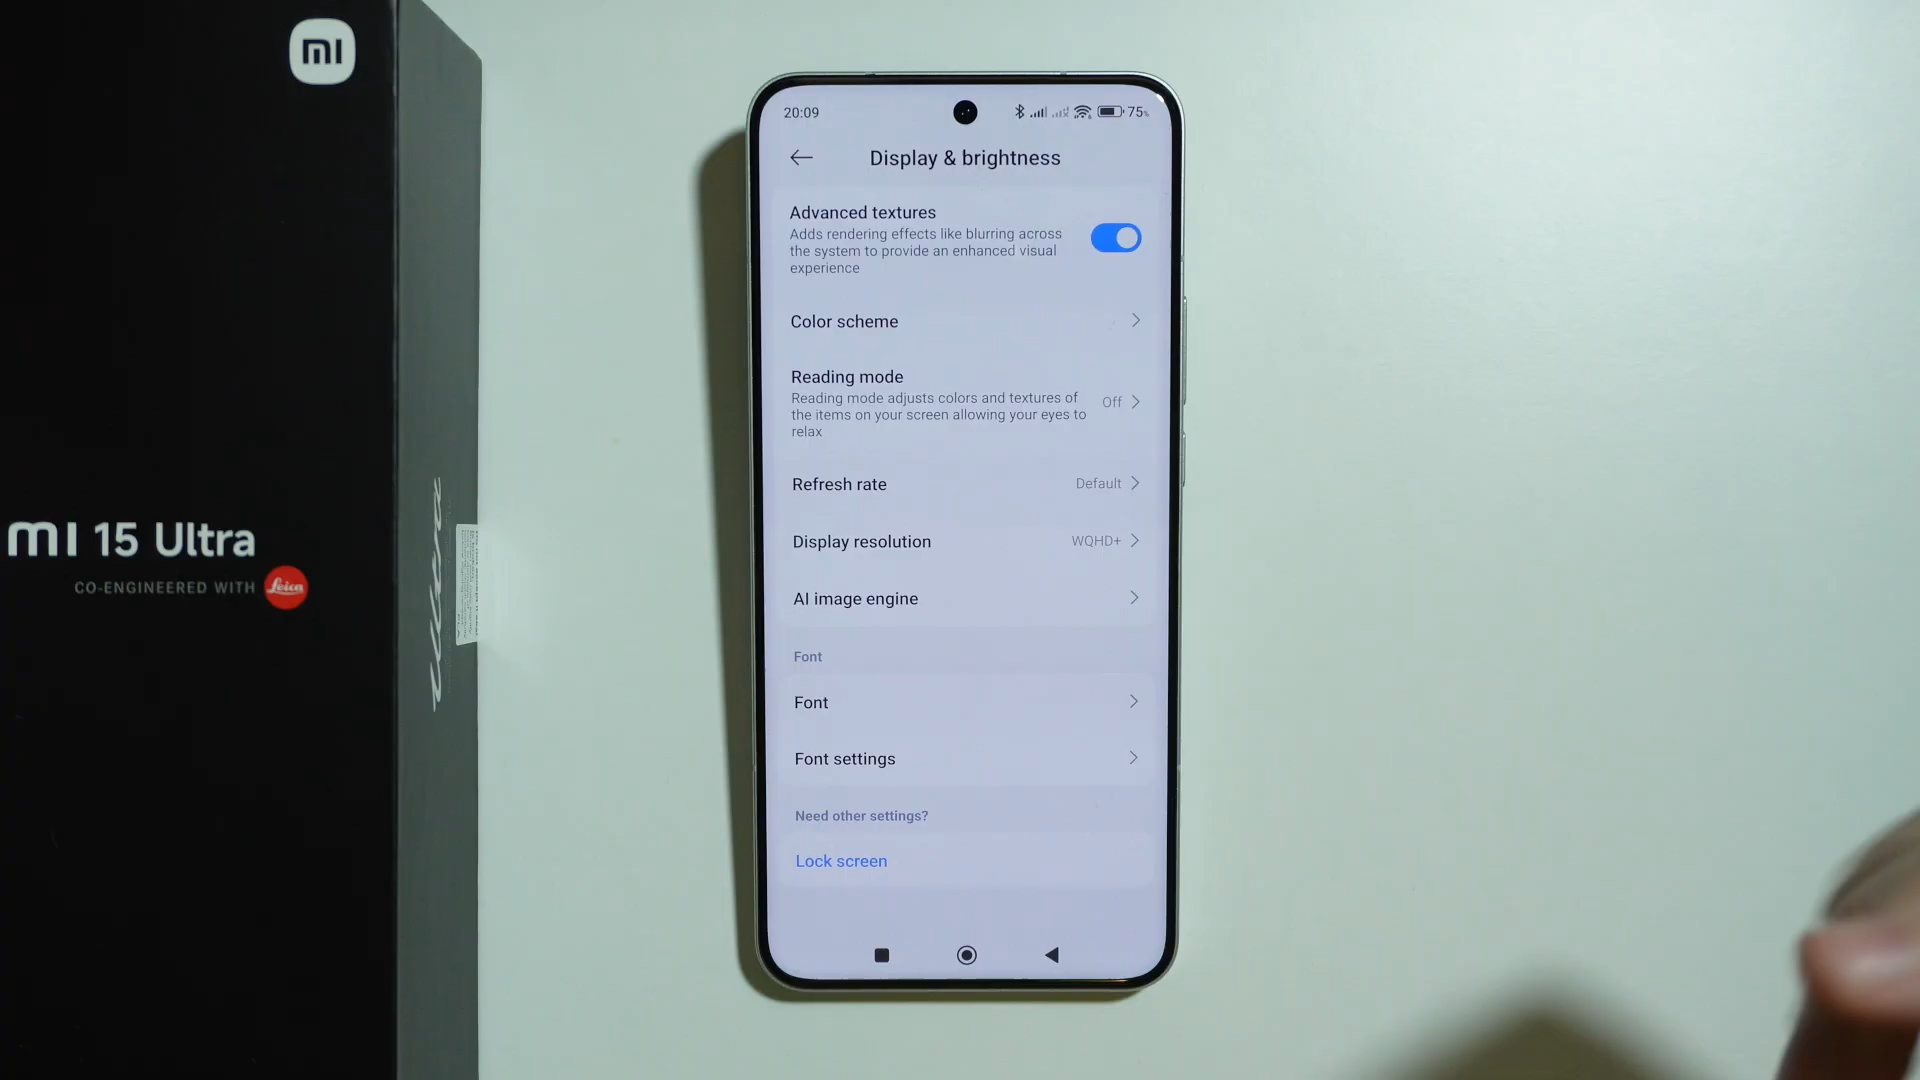 mi
mi 15 Ultra
CO-ENGINEERED WITH Leica
Ultra
20:09
75%
Display & brightness
Advanced textures
Adds rendering effects like blurring across
the system to provide an enhanced visual
experience
Color scheme
Reading mode
Reading mode adjusts colors and textures of
the items on your screen allowing your eyes to
relax
Off
Refresh rate
Default
Display resolution
WQHD+
AI image engine
Font
Font
Font settings
Need other settings?
Lock screen